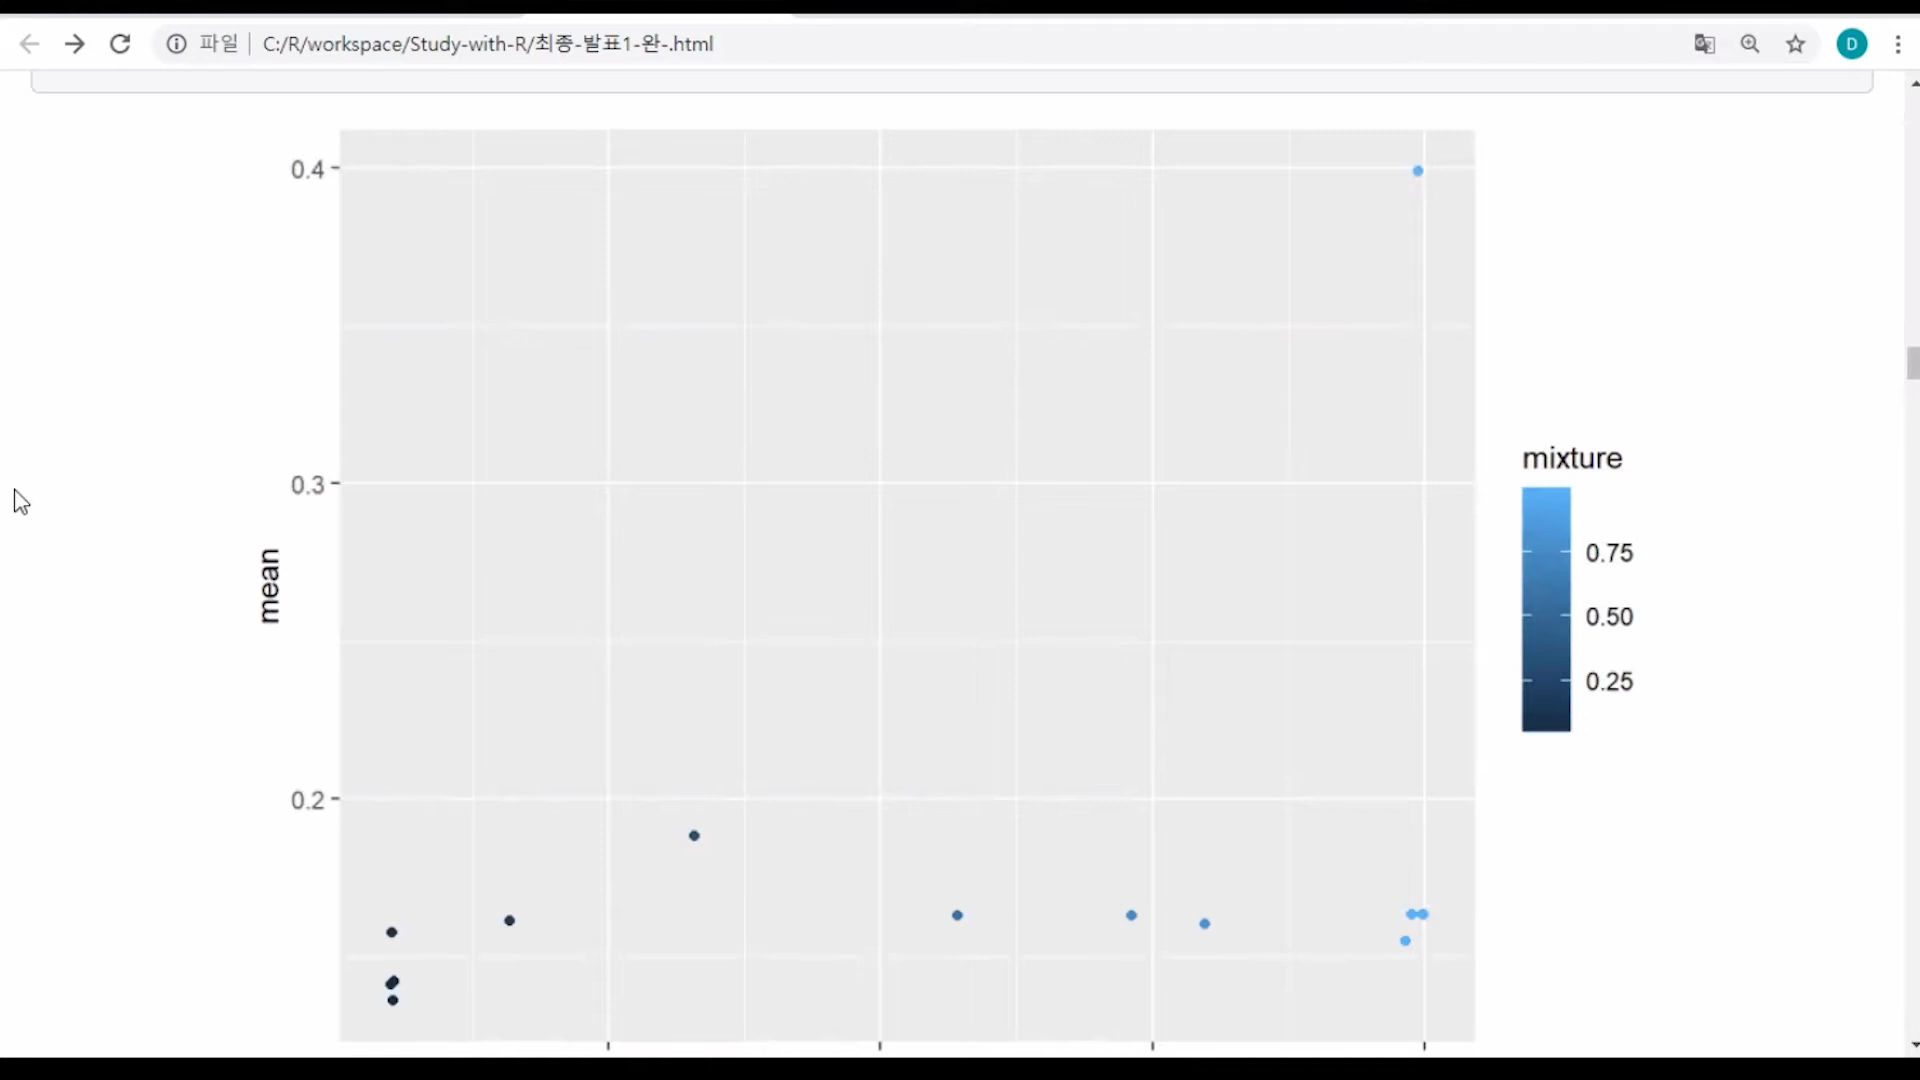 파일 C:/R/workspace/Study-with-R/최종-발표1-완-.html
D
0.4
0.3
mean
0.2
mixture
0.75
0.50
0.25